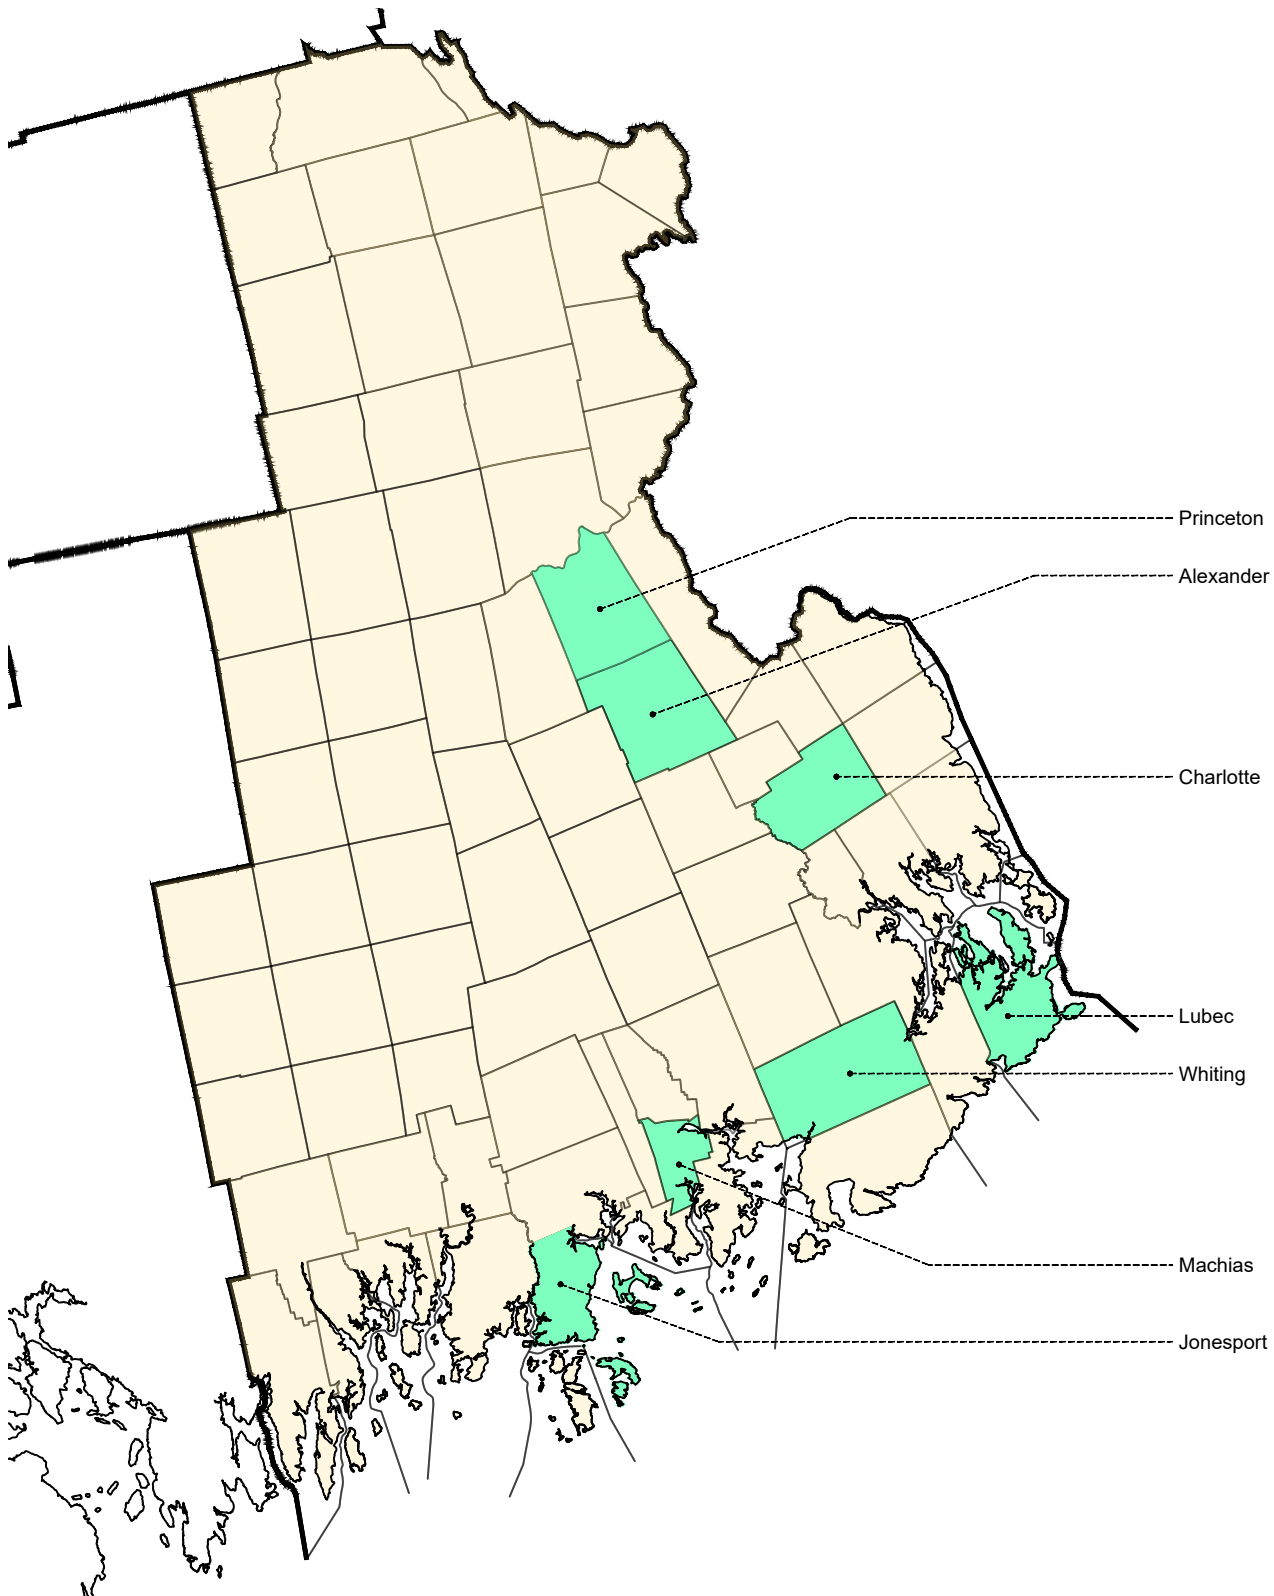 Princeton
Alexander
Charlotte
Lubec
Whiting
Machias
Jonesport